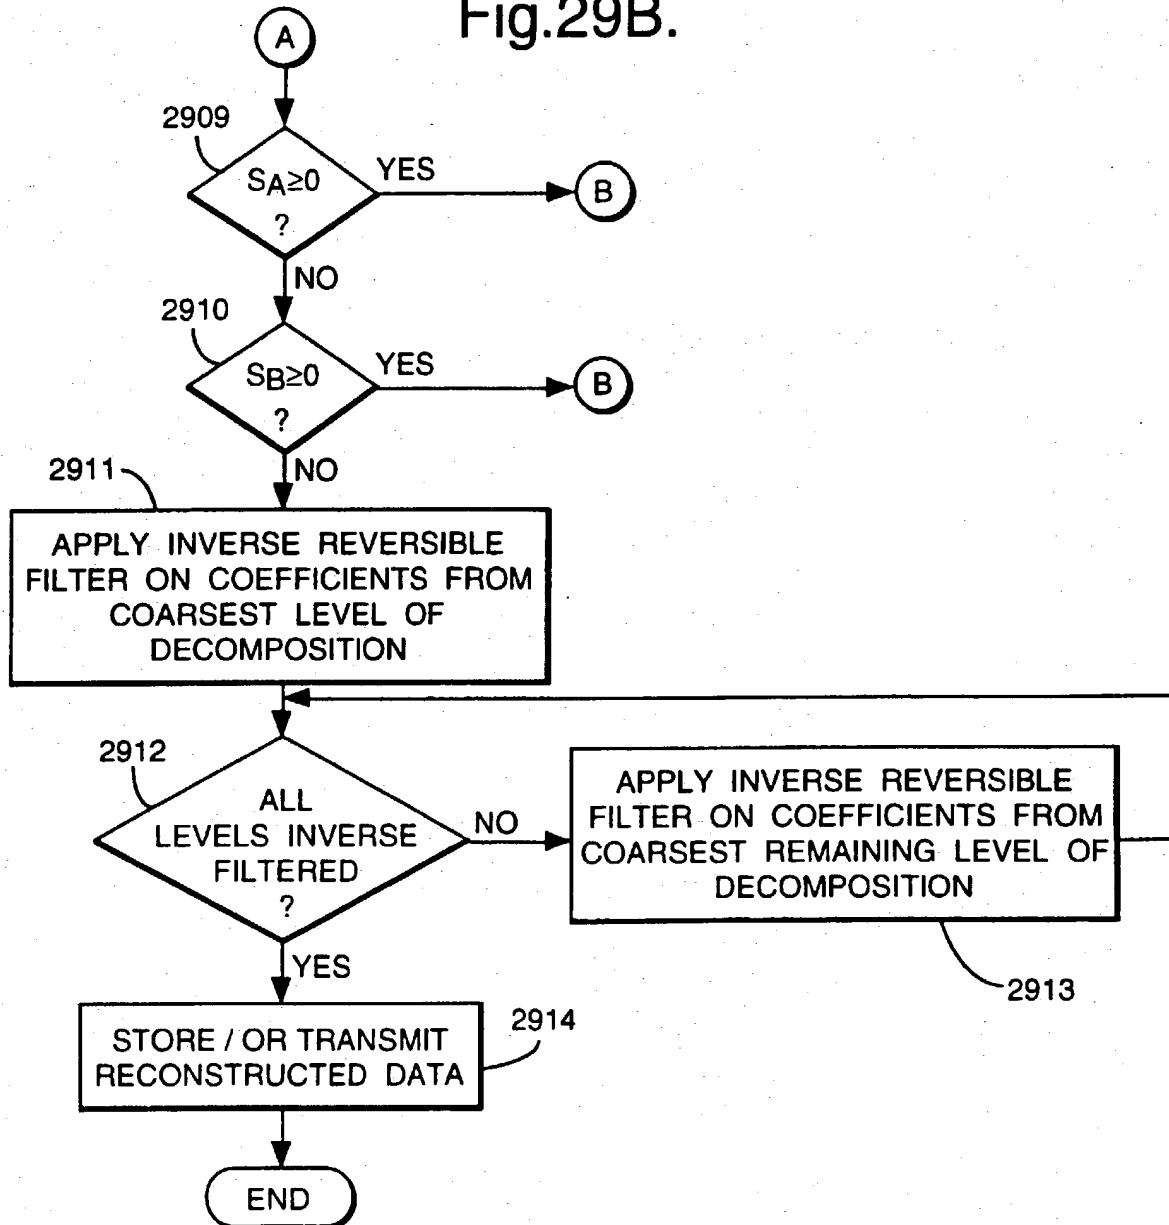 Fig.29B.
A
2909
SA≥0
?
YES
B
NO
2910
SB≥0
?
YES
B
NO
2911
APPLY INVERSE REVERSIBLE
FILTER ON COEFFICIENTS FROM
COARSEST LEVEL OF
DECOMPOSITION
2912
ALL
LEVELS INVERSE
FILTERED
?
NO
APPLY INVERSE REVERSIBLE
FILTER ON COEFFICIENTS FROM
COARSEST REMAINING LEVEL OF
DECOMPOSITION
2913
YES
STORE / OR TRANSMIT
RECONSTRUCTED DATA
2914
END